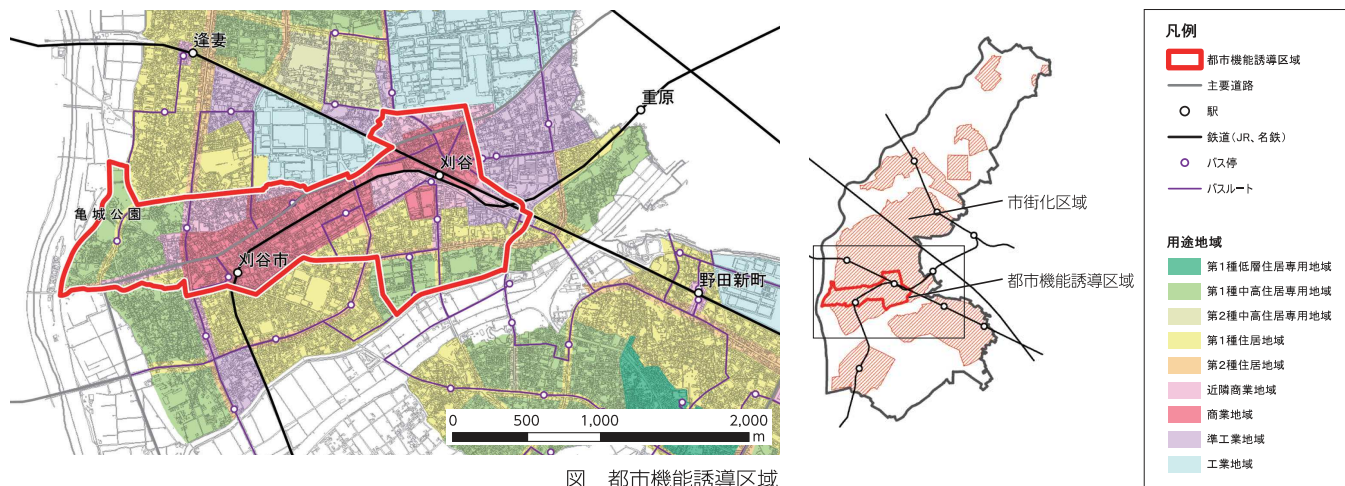 逢妻
重原
刈谷
亀城公園
刈谷市
野田新町
0 500 1,000 2,000
m
図 都市機能誘導区域
市街化区域
都市機能誘導区域
凡例
都市機能誘導区域
主要道路
駅
鉄道(JR、名鉄)
バス停
バスルート
用途地域
第1種低層住居専用地域
第1種中高住居専用地域
第2種中高住居専用地域
第1種住居地域
第2種住居地域
近隣商業地域
商業地域
準工業地域
工業地域